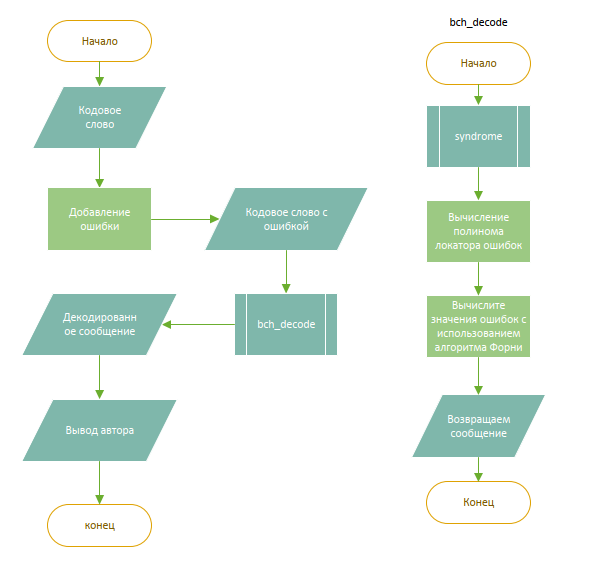 Начало
Кодовое
слово
Добавление
ошибки
Кодовое слово с
ошибкой
bch_decode
Декодированн
ое сообщение
Вывод автора
конец
bch_decode
Начало
syndrome
Вычисление
полинома
локатора ошибок
Вычислите
значения ошибок с
использованием
алгоритма Форни
Возвращаем
сообщение
Конец